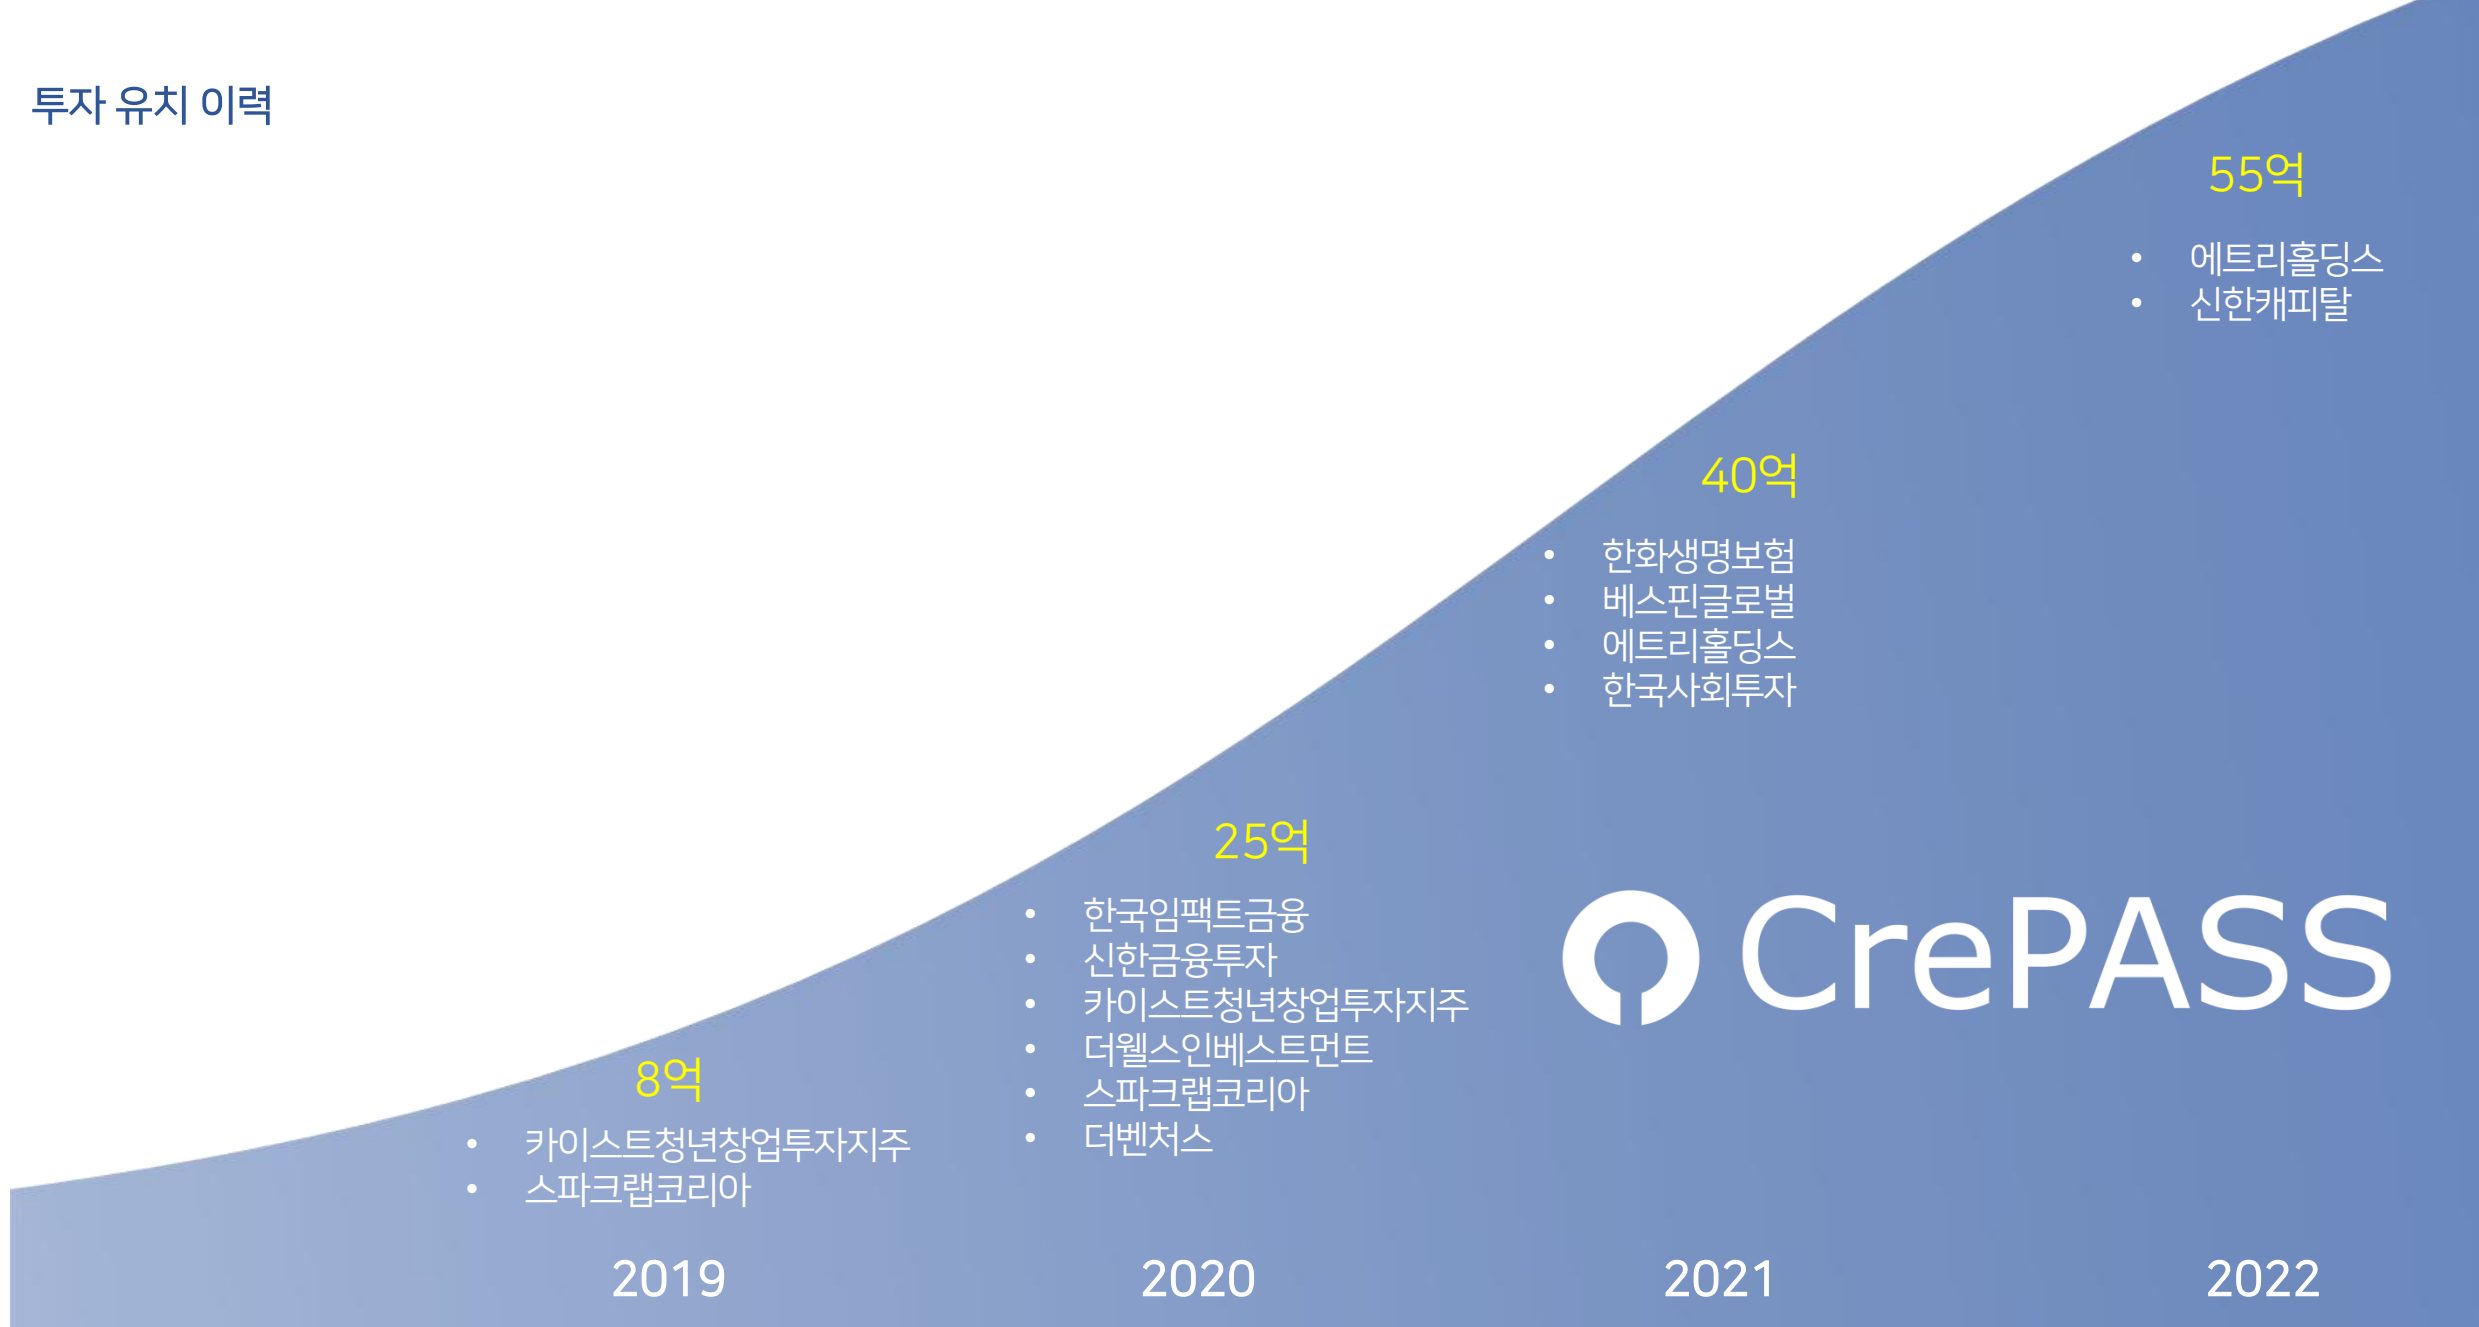 투자 유치 이력
8억
• 카이스트청년창업투자지주
• 스파크랩코리아
2019
25억
• 한국임팩트금융
• 신한금융투자
• 카이스트청년창업투자지주
• 더웰스인베스트먼트
• 스파크랩코리아
• 더벤처스
2020
40억
• 한화생명보험
• 베스핀글로벌
• 에트리홀딩스
• 한국사회투자
2021
55억
• 에트리홀딩스
• 신한캐피탈
2022
CrePASS